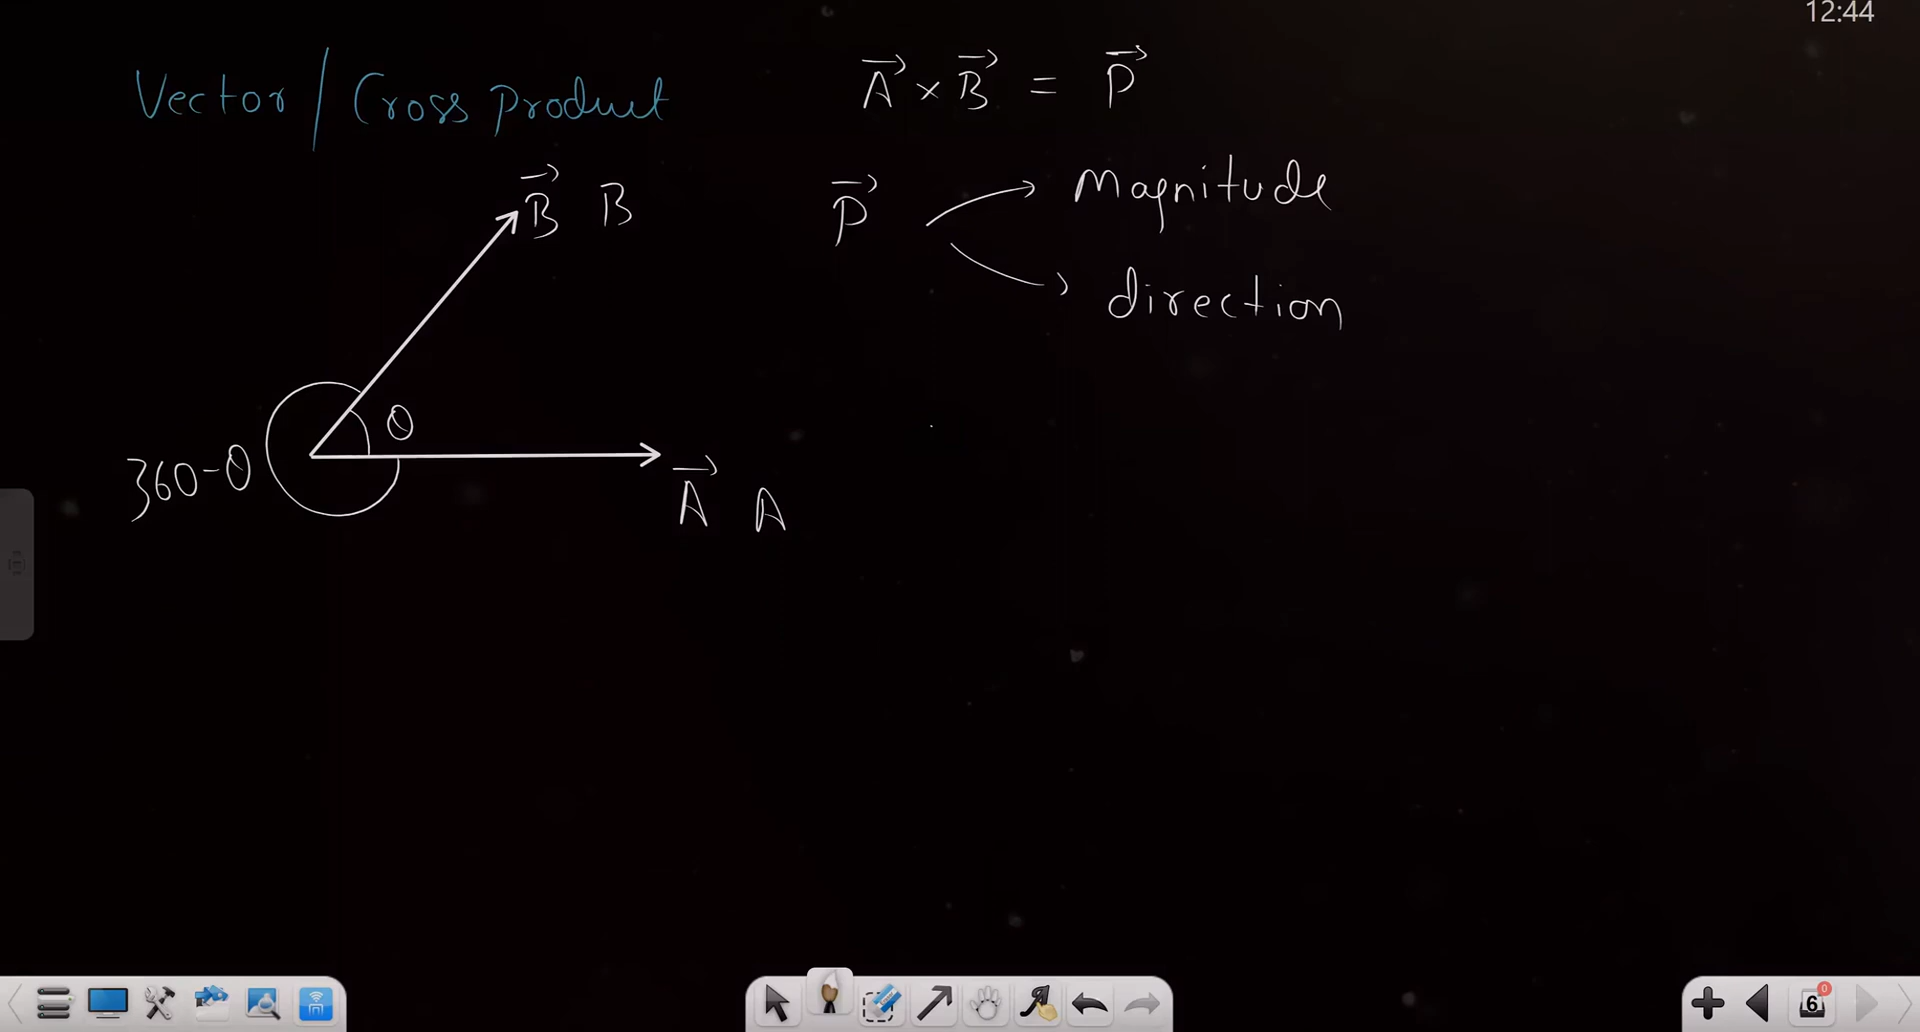 12:44
Vector / Cross product
A⃗ × B⃗ = P⃗
B⃗ B
P⃗
Magnitude
direction
θ
360-θ
A⃗ A
6
0